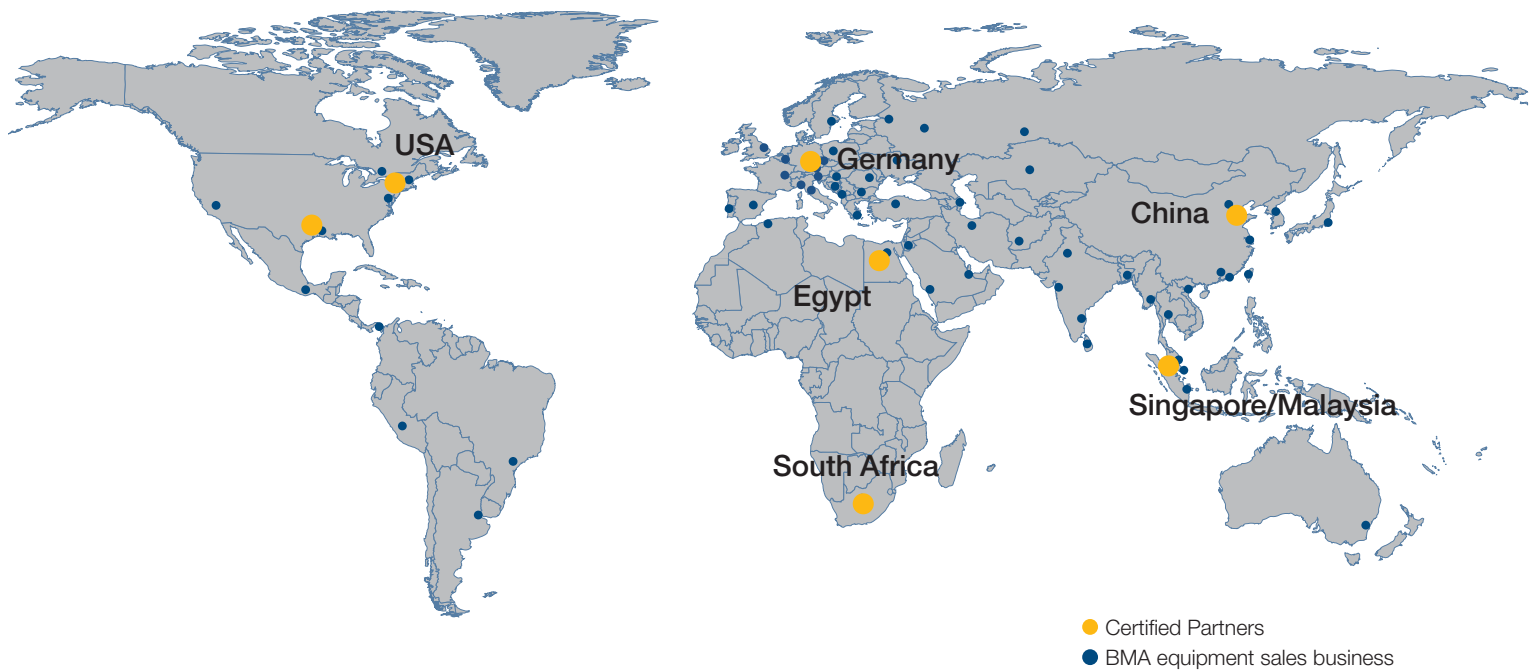 USA
Germany
China
Egypt
Singapore/Malaysia
South Africa
Certified Partners
BMA equipment sales business